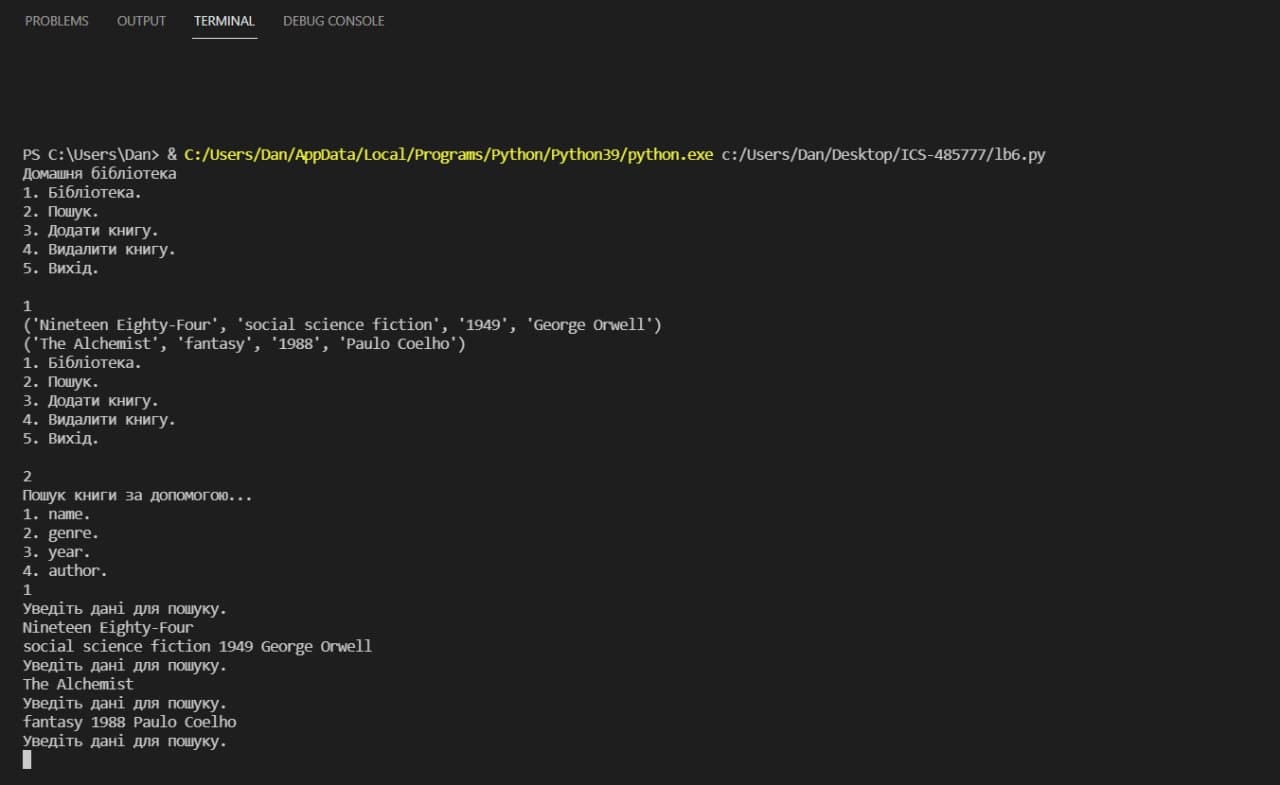 PROBLEMS OUTPUT TERMINAL DEBUG CONSOLE
PS C:\Users\Dan> & C:/Users/Dan/AppData/Local/Programs/Python/Python39/python.exe c:/Users/Dan/Desktop/ICS-485777/lb6.py
Домашня бібліотека
1. Бібліотека.
2. Пошук.
3. Додати книгу.
4. Видалити книгу.
5. Вихід.
1
('Nineteen Eighty-Four', 'social science fiction', '1949', 'George Orwell')
('The Alchemist', 'fantasy', '1988', 'Paulo Coelho')
1. Бібліотека.
2. Пошук.
3. Додати книгу.
4. Видалити книгу.
5. Вихід.
2
Пошук книги за допомогою...
1. name.
2. genre.
3. year.
4. author.
1
Уведіть дані для пошуку.
Nineteen Eighty-Four
social science fiction 1949 George Orwell
Уведіть дані для пошуку.
The Alchemist
Уведіть дані для пошуку.
fantasy 1988 Paulo Coelho
Уведіть дані для пошуку.